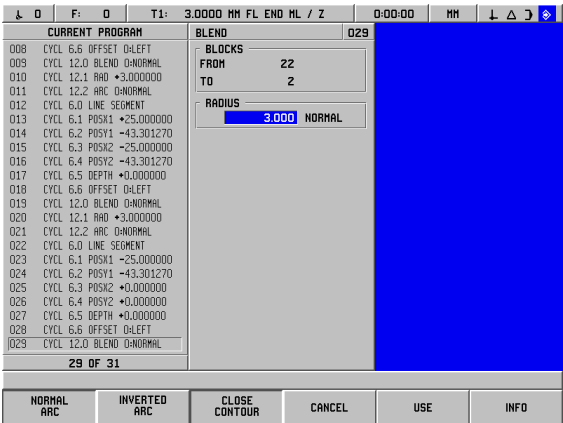 0 F: 0 T1: 3.0000 MM FL END ML / Z 0:00:00 MM
CURRENT PROGRAM
008 CYCL 6.6 OFFSET 0:LEFT
009 CYCL 12.0 BLEND 0:NORMAL
010 CYCL 12.1 RAD +3.000000
011 CYCL 12.2 ARC 0:NORMAL
012 CYCL 6.0 LINE SEGMENT
013 CYCL 6.1 POSX1 +25.000000
014 CYCL 6.2 POSY1 -43.301270
015 CYCL 6.3 POSX2 -25.000000
016 CYCL 6.4 POSY2 -43.301270
017 CYCL 6.5 DEPTH +0.000000
018 CYCL 6.6 OFFSET 0:LEFT
019 CYCL 12.0 BLEND 0:NORMAL
020 CYCL 12.1 RAD +3.000000
021 CYCL 12.2 ARC 0:NORMAL
022 CYCL 6.0 LINE SEGMENT
023 CYCL 6.1 POSX1 -25.000000
024 CYCL 6.2 POSY1 -43.301270
025 CYCL 6.3 POSX2 +0.000000
026 CYCL 6.4 POSY2 +0.000000
027 CYCL 6.5 DEPTH +0.000000
028 CYCL 6.6 OFFSET 0:LEFT
029 CYCL 12.0 BLEND 0:NORMAL
29 OF 31
BLEND 029
BLOCKS
FROM 22
TO 2
RADIUS
3.000 NORMAL
NORMAL ARC
INVERTED ARC
CLOSE CONTOUR
CANCEL
USE
INFO